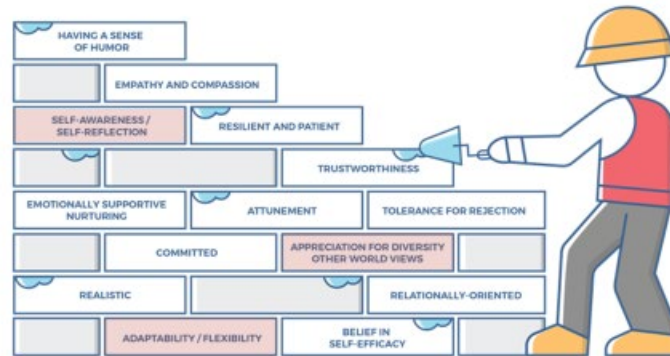 HAVING A SENSE
OF HUMOR
EMPATHY AND COMPASSION
SELF-AWARENESS /
SELF-REFLECTION
RESILIENT AND PATIENT
TRUSTWORTHINESS
EMOTIONALLY SUPPORTIVE
NURTURING
ATTUNEMENT
TOLERANCE FOR REJECTION
COMMITTED
APPRECIATION FOR DIVERSITY
OTHER WORLD VIEWS
REALISTIC
RELATIONALLY-ORIENTED
ADAPTABILITY / FLEXIBILITY
BELIEF IN
SELF-EFFICACY